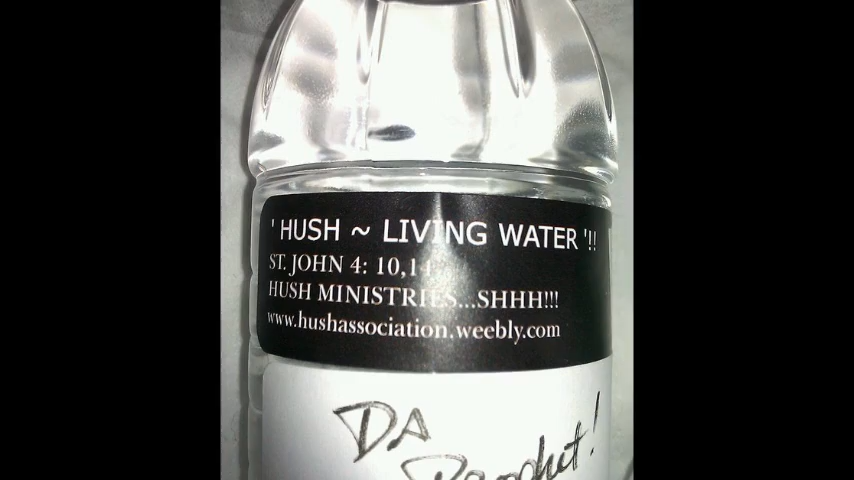 ' HUSH ~ LIVING WATER '!!
ST. JOHN 4: 10,14
HUSH MINISTRIES...SHHH!!!
www.hushassociation.weebly.com
DA